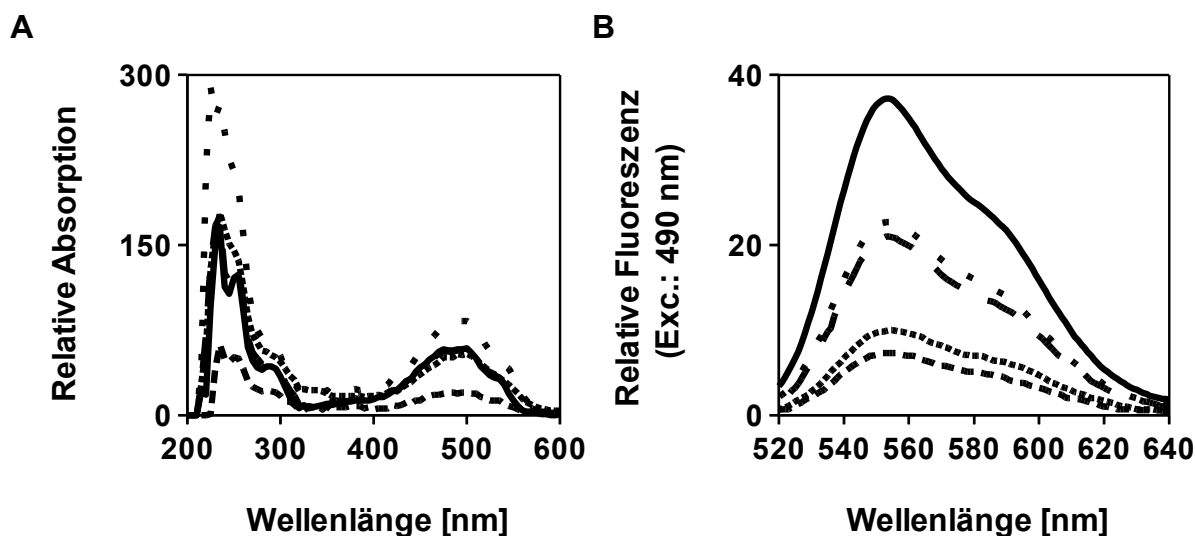 A
Relative Absorption
300
150
0
200 300 400 500 600
Wellenlänge [nm]
B
Relative Fluoreszenz
(Exc.: 490 nm)
40
20
0
520 540 560 580 600 620 640
Wellenlänge [nm]